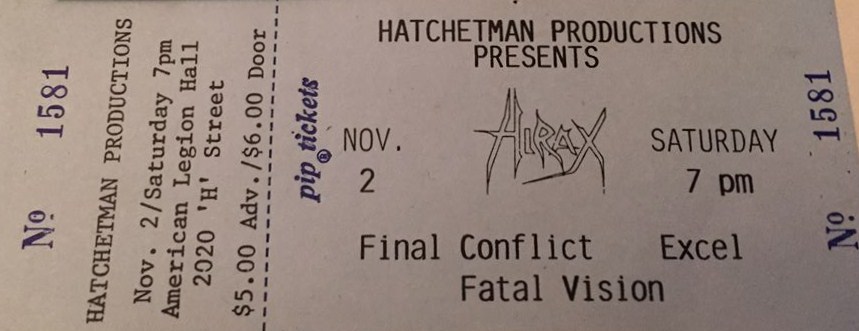 Nº 1581
HATCHETMAN PRODUCTIONS
Nov. 2/Saturday 7pm
American Legion Hall
2020 'H' Street
$5.00 Adv./$6.00 Door
pip® tickets
HATCHETMAN PRODUCTIONS
PRESENTS
NOV.
2
HIRAX
SATURDAY
7 pm
Final Conflict Excel
Fatal Vision
Nº 1581